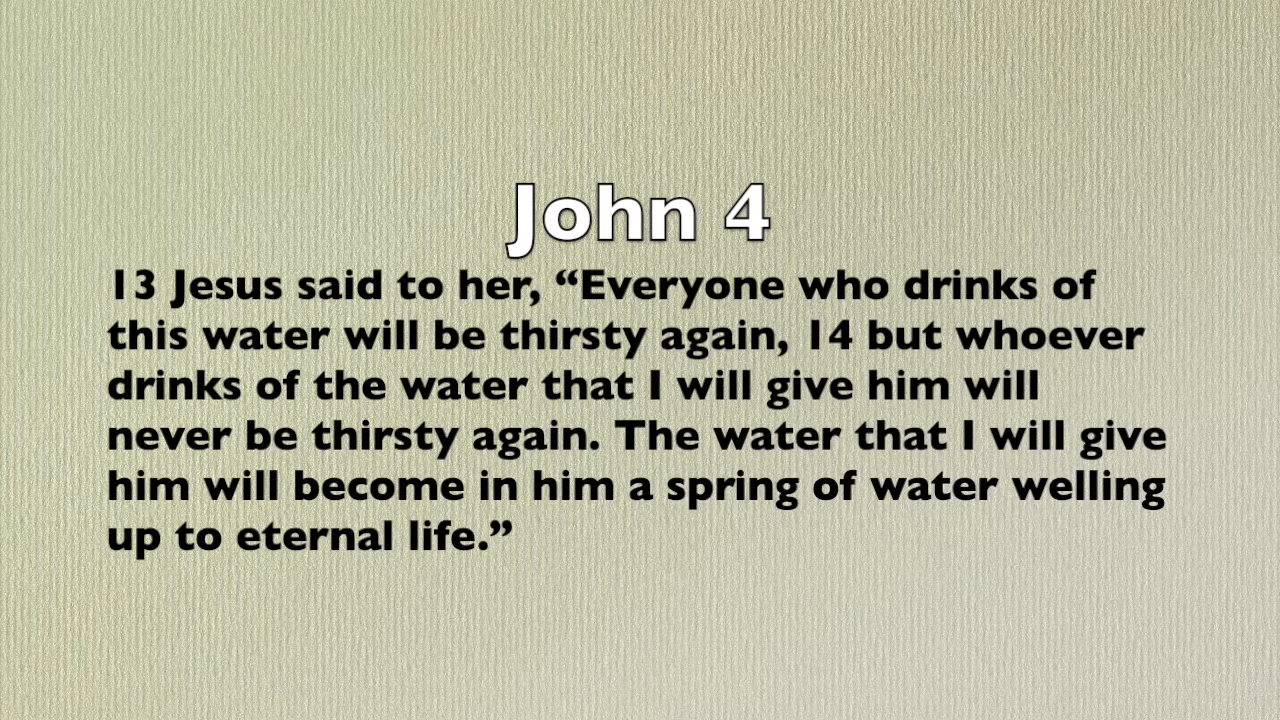 John 4
13 Jesus said to her, “Everyone who drinks of
this water will be thirsty again, 14 but whoever
drinks of the water that I will give him will
never be thirsty again. The water that I will give
him will become in him a spring of water welling
up to eternal life.”